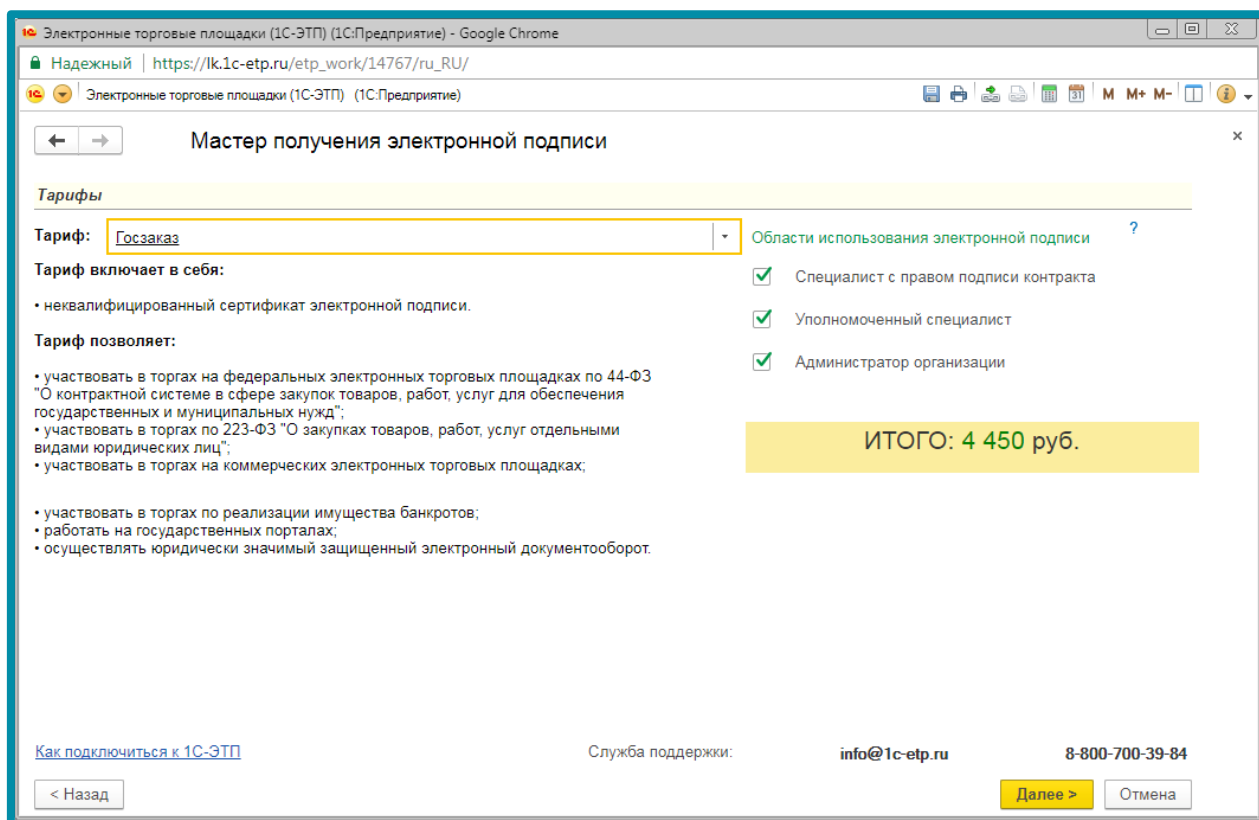 Электронные торговые площадки (1С-ЭТП) (1С:Предприятие) - Google Chrome
Надежный | https://lk.1c-etp.ru/etp_work/14767/ru_RU/
Электронные торговые площадки (1С-ЭТП) (1С:Предприятие) 31 M M+ M-
Мастер получения электронной подписи
Тарифы
Тариф: Госзаказ
Тариф включает в себя:
• неквалифицированный сертификат электронной подписи.
Тариф позволяет:
• участвовать в торгах на федеральных электронных торговых площадках по 44-ФЗ
"О контрактной системе в сфере закупок товаров, работ, услуг для обеспечения
государственных и муниципальных нужд";
• участвовать в торгах по 223-ФЗ "О закупках товаров, работ, услуг отдельными
видами юридических лиц";
• участвовать в торгах на коммерческих электронных торговых площадках;
• участвовать в торгах по реализации имущества банкротов;
• работать на государственных порталах;
• осуществлять юридически значимый защищенный электронный документооборот.
Области использования электронной подписи ?
Специалист с правом подписи контракта
Уполномоченный специалист
Администратор организации
ИТОГО: 4 450 руб.
Как подключиться к 1С-ЭТП
Служба поддержки: info@1c-etp.ru 8-800-700-39-84
< Назад
Далее > Отмена